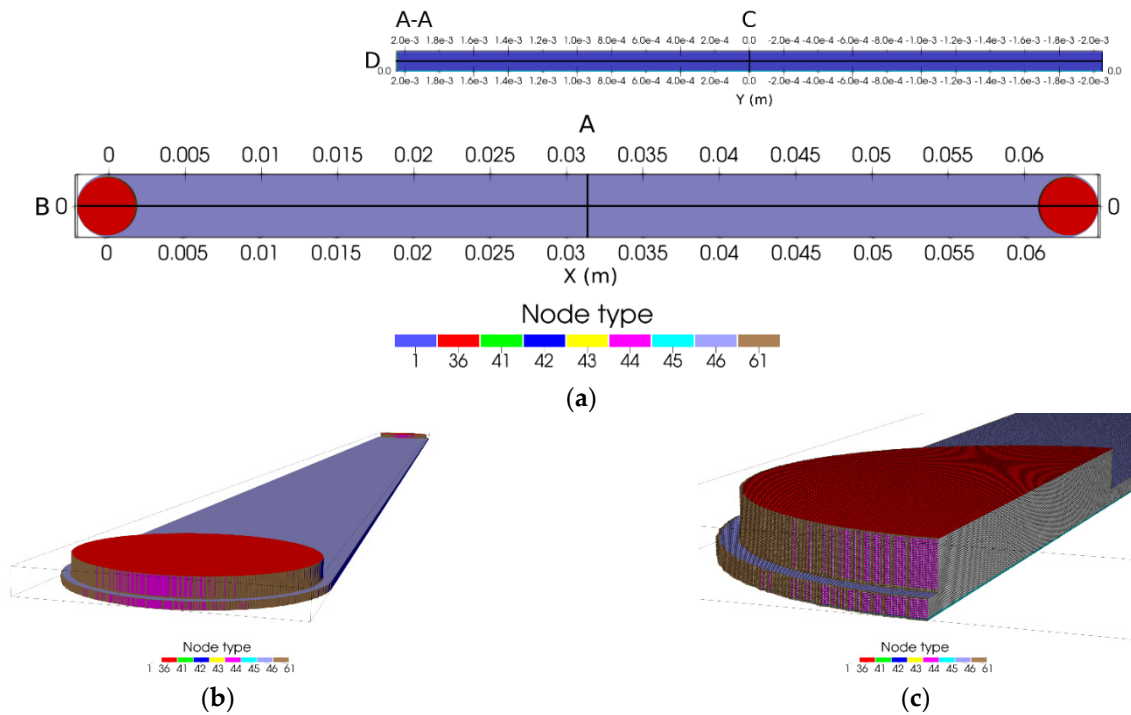 A-A C
2.0e-3 1.8e-3 1.6e-3 1.4e-3 1.2e-3 1.0e-3 8.0e-4 6.0e-4 4.0e-4 2.0e-4 0.0 -2.0e-4 -4.0e-4 -6.0e-4 -8.0e-4 -1.0e-3 -1.2e-3 -1.4e-3 -1.6e-3 -1.8e-3 -2.0e-3
D 0.0 0.0
2.0e-3 1.8e-3 1.6e-3 1.4e-3 1.2e-3 1.0e-3 8.0e-4 6.0e-4 4.0e-4 2.0e-4 0.0 -2.0e-4 -4.0e-4 -6.0e-4 -8.0e-4 -1.0e-3 -1.2e-3 -1.4e-3 -1.6e-3 -1.8e-3 -2.0e-3
Y (m)
A
0 0.005 0.01 0.015 0.02 0.025 0.03 0.035 0.04 0.045 0.05 0.055 0.06
B 0 0
0 0.005 0.01 0.015 0.02 0.025 0.03 0.035 0.04 0.045 0.05 0.055 0.06
X (m)
Node type
1 36 41 42 43 44 45 46 61
(a)
Node type
1 36 41 42 43 44 45 46 61
(b)
Node type
1 36 41 42 43 44 45 46 61
(c)